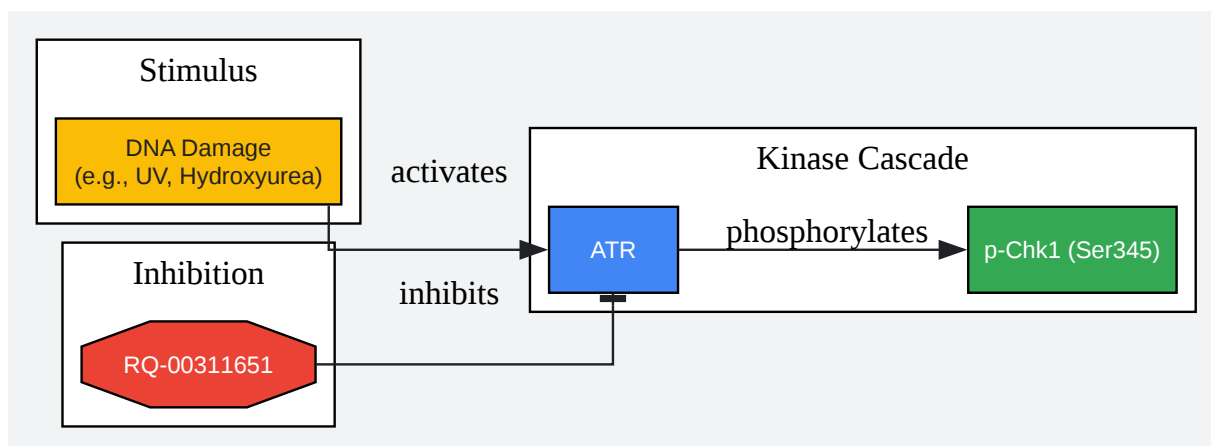 Stimulus
DNA Damage
(e.g., UV, Hydroxyurea)
activates
Kinase Cascade
ATR
phosphorylates
p-Chk1 (Ser345)
Inhibition
inhibits
RQ-00311651